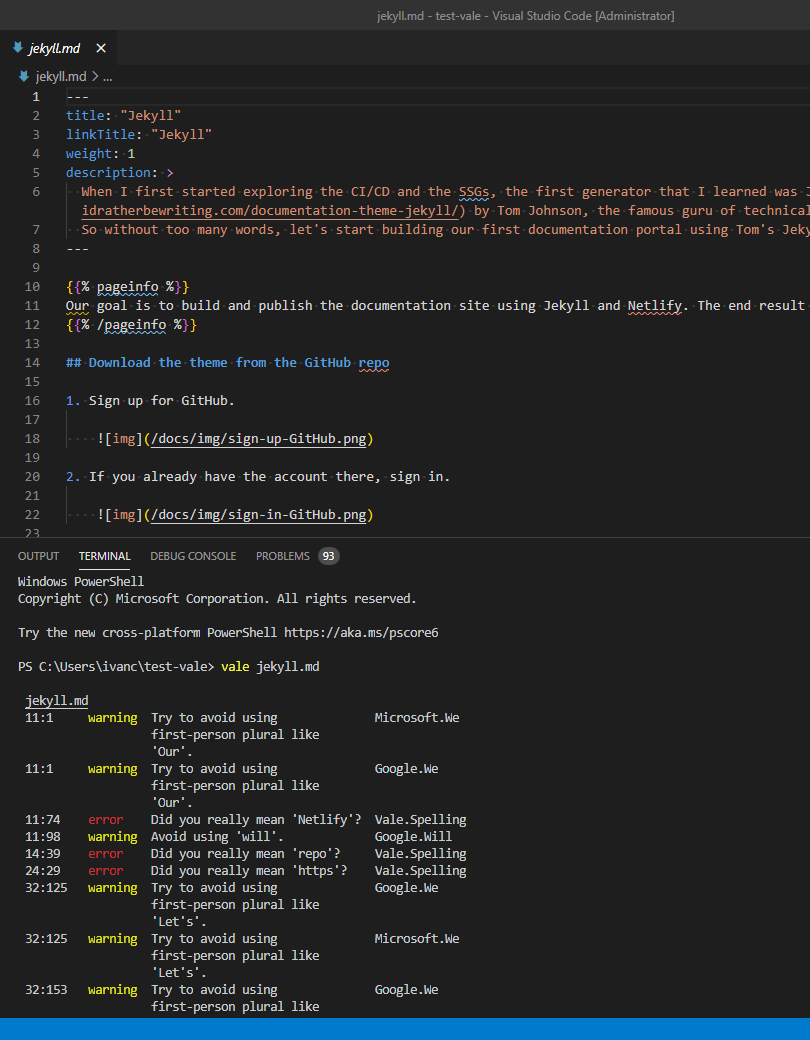 jekyll.md - test-vale - Visual Studio Code [Administrator]
jekyll.md ×
jekyll.md > ...
1 ---
2 title: "Jekyll"
3 linkTitle: "Jekyll"
4 weight: 1
5 description: >
6 When I first started exploring the CI/CD and the SSGs, the first generator that I learned was
idratherbewriting.com/documentation-theme-jekyll/) by Tom Johnson, the famous guru of technical
7 So without too many words, let's start building our first documentation portal using Tom's Jeky
8 ---
9
10 {{% pageinfo %}}
11 Our goal is to build and publish the documentation site using Jekyll and Netlify. The end result
12 {{% /pageinfo %}}
13
14 ## Download the theme from the GitHub repo
15
16 1. Sign up for GitHub.
17
18 ![img](/docs/img/sign-up-GitHub.png)
19
20 2. If you already have the account there, sign in.
21
22 ![img](/docs/img/sign-in-GitHub.png)
23
OUTPUT TERMINAL DEBUG CONSOLE PROBLEMS 93
Windows PowerShell
Copyright (C) Microsoft Corporation. All rights reserved.
Try the new cross-platform PowerShell https://aka.ms/pscore6
PS C:\Users\ivanc\test-vale> vale jekyll.md
jekyll.md
11:1 warning Try to avoid using Microsoft.We
first-person plural like
'Our'.
11:1 warning Try to avoid using Google.We
first-person plural like
'Our'.
11:74 error Did you really mean 'Netlify'? Vale.Spelling
11:98 warning Avoid using 'will'. Google.Will
14:39 error Did you really mean 'repo'? Vale.Spelling
24:29 error Did you really mean 'https'? Vale.Spelling
32:125 warning Try to avoid using Google.We
first-person plural like
'Let's'.
32:125 warning Try to avoid using Microsoft.We
first-person plural like
'Let's'.
32:153 warning Try to avoid using Google.We
first-person plural like